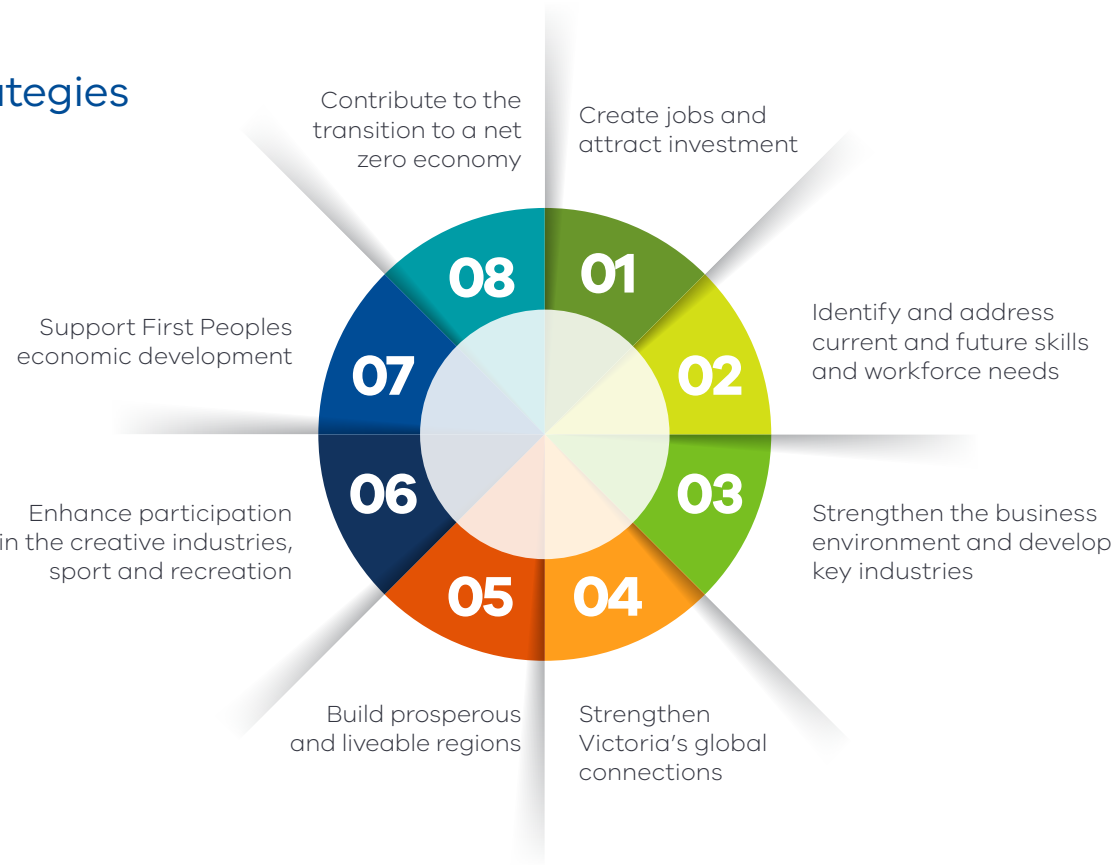 ategies
Contribute to the
transition to a net
zero economy
Create jobs and
attract investment
08
01
Support First Peoples
economic development
07
02
Identify and address
current and future skills
and workforce needs
Enhance participation
in the creative industries,
sport and recreation
06
03
Strengthen the business
environment and develop
key industries
05
04
Build prosperous
and liveable regions
Strengthen
Victoria's global
connections